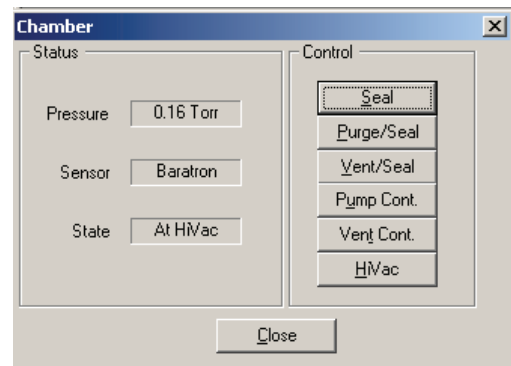 Chamber
Status
Pressure 0.16 Torr
Sensor Baratron
State At HiVac
Control
Seal
Purge/Seal
Vent/Seal
Pump Cont.
Vent Cont.
HiVac
Close